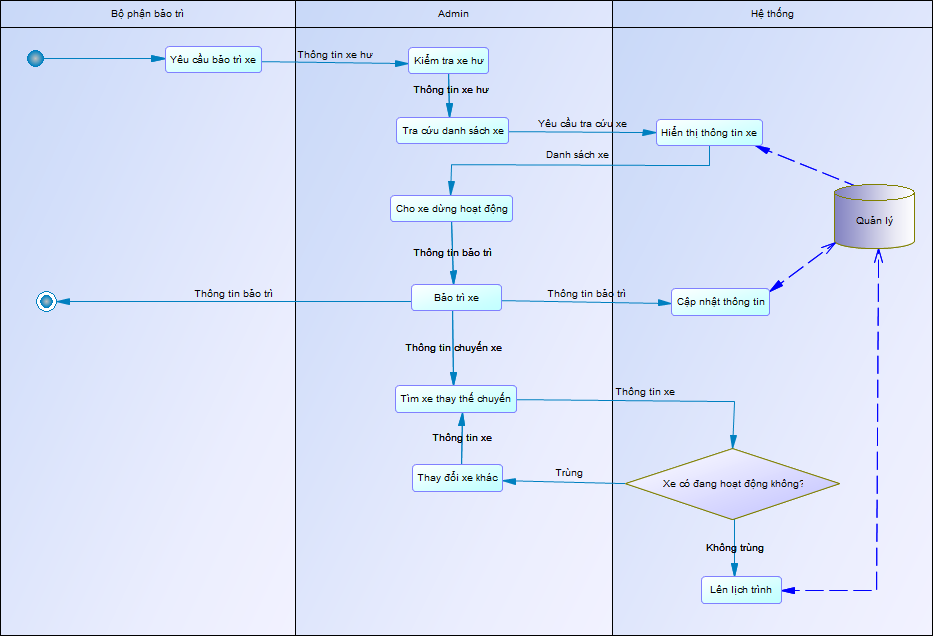 Bộ phận bảo trì
Admin
Hệ thống
Yêu cầu bảo trì xe
Thông tin xe hư
Kiểm tra xe hư
Thông tin xe hư
Tra cứu danh sách xe
Yêu cầu tra cứu xe
Hiển thị thông tin xe
Danh sách xe
Cho xe dừng hoạt động
Quản lý
Thông tin bảo trì
Thông tin bảo trì
Bảo trì xe
Thông tin bảo trì
Cập nhật thông tin
Thông tin chuyến xe
Tìm xe thay thế chuyến
Thông tin xe
Thông tin xe
Thay đổi xe khác
Trùng
Xe có đang hoạt động không?
Không trùng
Lên lịch trình